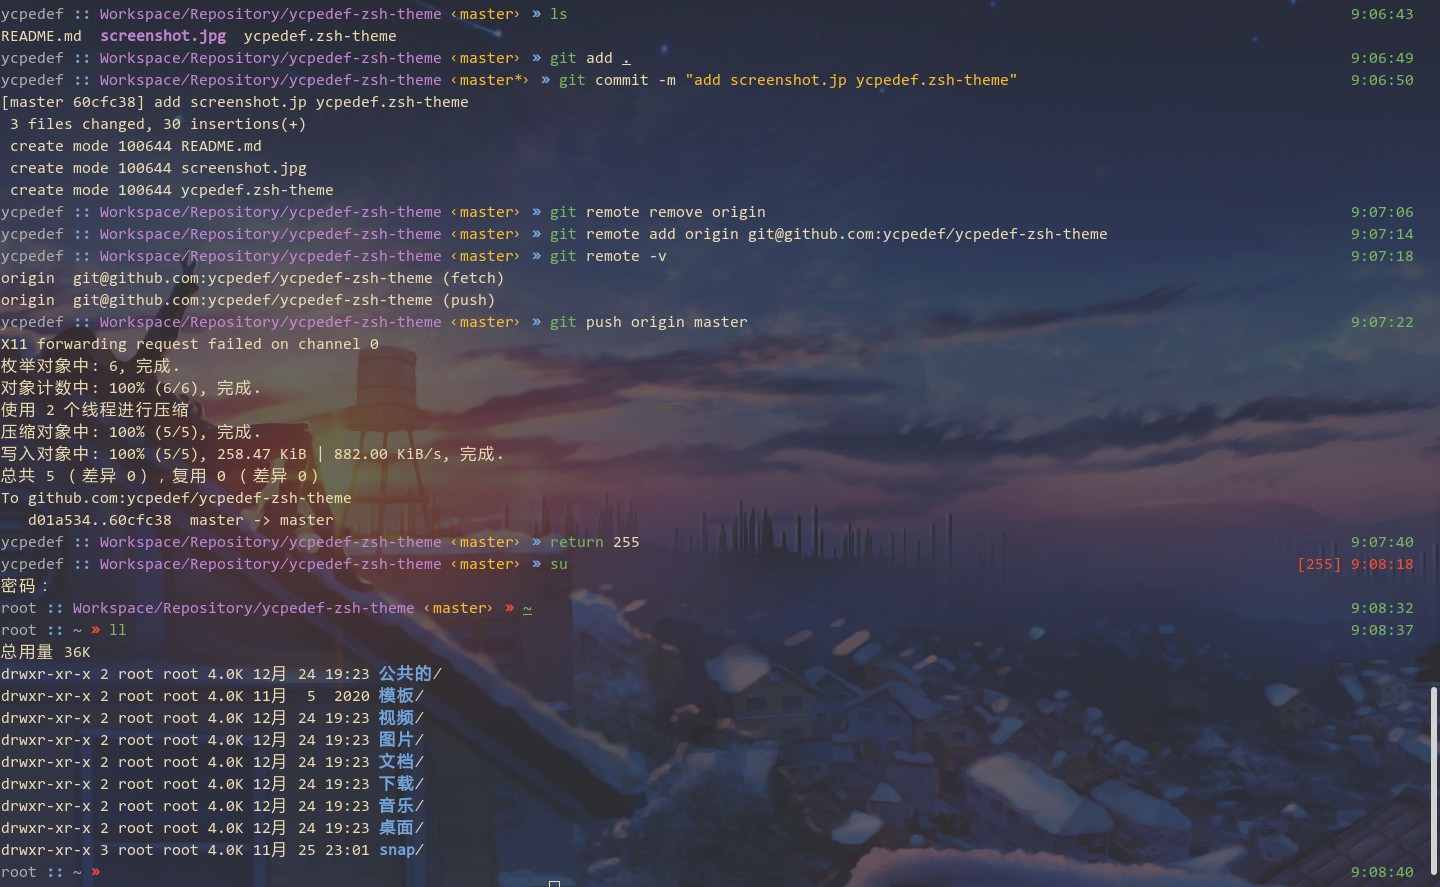 ycpedef :: Workspace/Repository/ycpedef-zsh-theme ‹master› » ls 9:06:43
README.md screenshot.jpg ycpedef.zsh-theme
ycpedef :: Workspace/Repository/ycpedef-zsh-theme ‹master› » git add . 9:06:49
ycpedef :: Workspace/Repository/ycpedef-zsh-theme ‹master*› » git commit -m "add screenshot.jp ycpedef.zsh-theme" 9:06:50
[master 60cfc38] add screenshot.jp ycpedef.zsh-theme
3 files changed, 30 insertions(+)
create mode 100644 README.md
create mode 100644 screenshot.jpg
create mode 100644 ycpedef.zsh-theme
ycpedef :: Workspace/Repository/ycpedef-zsh-theme ‹master› » git remote remove origin 9:07:06
ycpedef :: Workspace/Repository/ycpedef-zsh-theme ‹master› » git remote add origin git@github.com:ycpedef/ycpedef-zsh-theme 9:07:14
ycpedef :: Workspace/Repository/ycpedef-zsh-theme ‹master› » git remote -v 9:07:18
origin git@github.com:ycpedef/ycpedef-zsh-theme (fetch)
origin git@github.com:ycpedef/ycpedef-zsh-theme (push)
ycpedef :: Workspace/Repository/ycpedef-zsh-theme ‹master› » git push origin master 9:07:22
X11 forwarding request failed on channel 0
枚举对象中: 6, 完成.
对象计数中: 100% (6/6), 完成.
使用 2 个线程进行压缩
压缩对象中: 100% (5/5), 完成.
写入对象中: 100% (5/5), 258.47 KiB | 882.00 KiB/s, 完成.
总共 5 （差异 0），复用 0 （差异 0）
To github.com:ycpedef/ycpedef-zsh-theme
d01a534..60cfc38 master -> master
ycpedef :: Workspace/Repository/ycpedef-zsh-theme ‹master› » return 255 9:07:40
ycpedef :: Workspace/Repository/ycpedef-zsh-theme ‹master› » su [255] 9:08:18
密码：
root :: Workspace/Repository/ycpedef-zsh-theme ‹master› » ~ 9:08:32
root :: ~ » ll 9:08:37
总用量 36K
drwxr-xr-x 2 root root 4.0K 12月 24 19:23 公共的/
drwxr-xr-x 2 root root 4.0K 11月 5 2020 模板/
drwxr-xr-x 2 root root 4.0K 12月 24 19:23 视频/
drwxr-xr-x 2 root root 4.0K 12月 24 19:23 图片/
drwxr-xr-x 2 root root 4.0K 12月 24 19:23 文档/
drwxr-xr-x 2 root root 4.0K 12月 24 19:23 下载/
drwxr-xr-x 2 root root 4.0K 12月 24 19:23 音乐/
drwxr-xr-x 2 root root 4.0K 12月 24 19:23 桌面/
drwxr-xr-x 3 root root 4.0K 11月 25 23:01 snap/
root :: ~ » 9:08:40